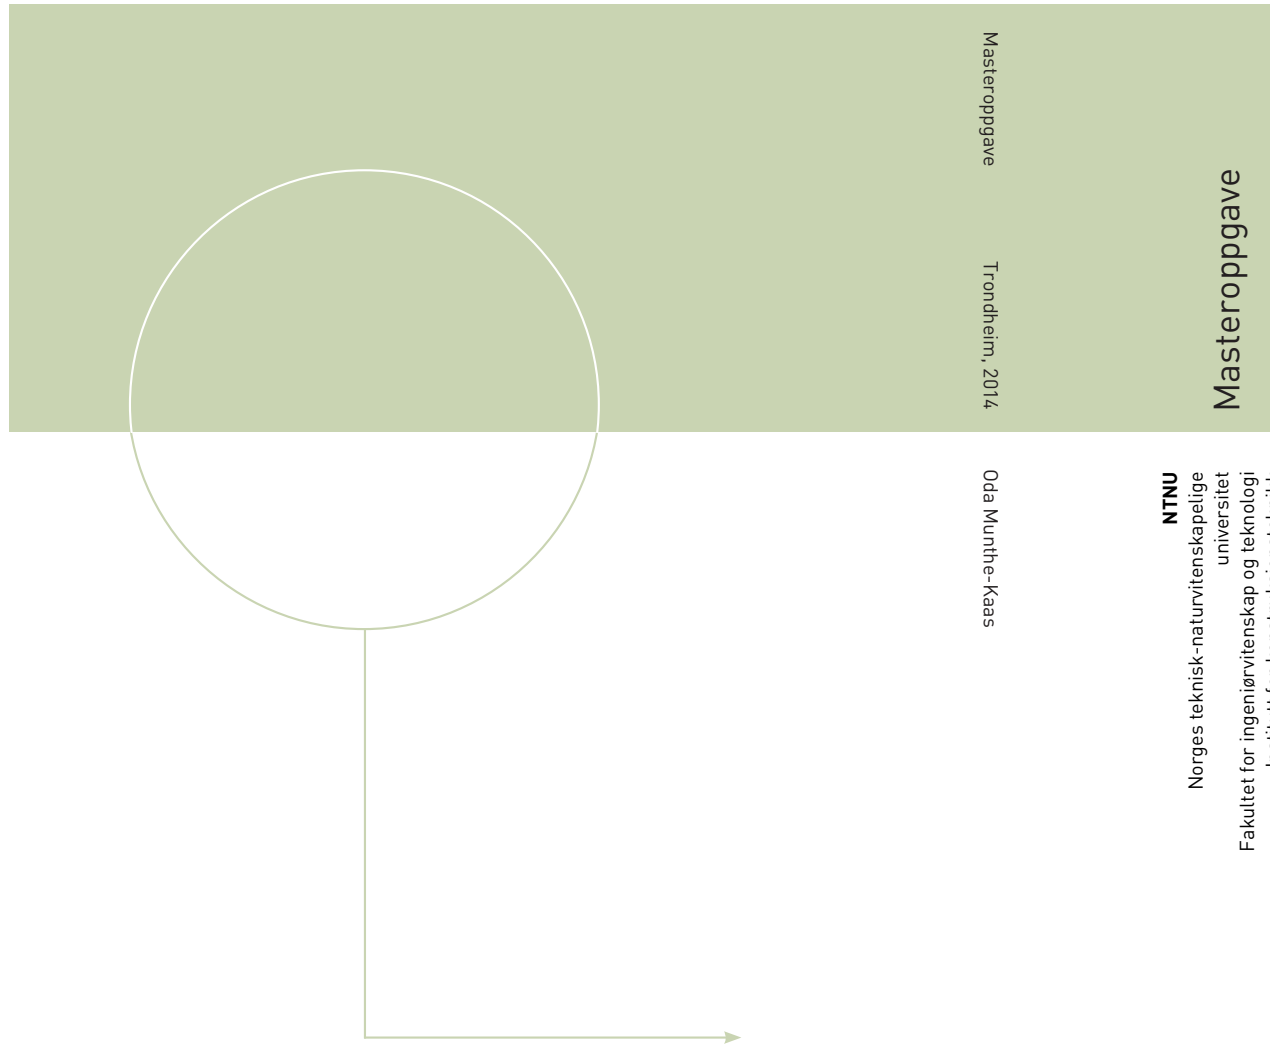 Masteroppgave
Trondheim, 2014
Oda Munthe-Kaas
Masteroppgave
NTNU
Norges teknisk-naturvitenskapelige
universitet
Fakultet for ingeniørvitenskap og teknologi